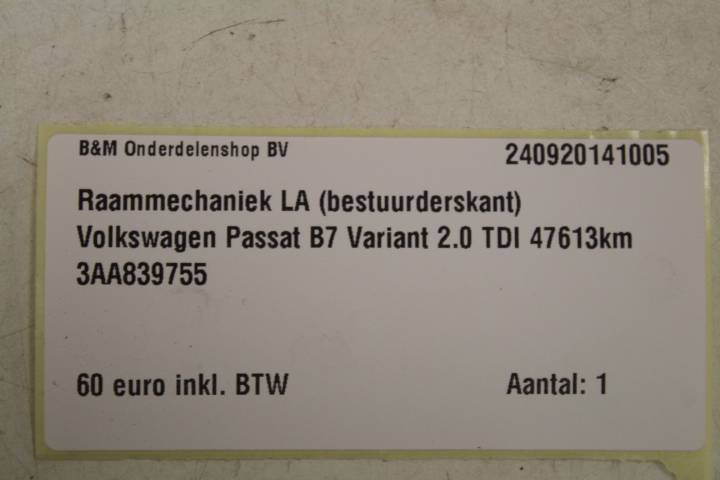 B&M Onderdelenshop BV 240920141005
Raammechaniek LA (bestuurderskant)
Volkswagen Passat B7 Variant 2.0 TDI 47613km
3AA839755
60 euro inkl. BTW Aantal: 1